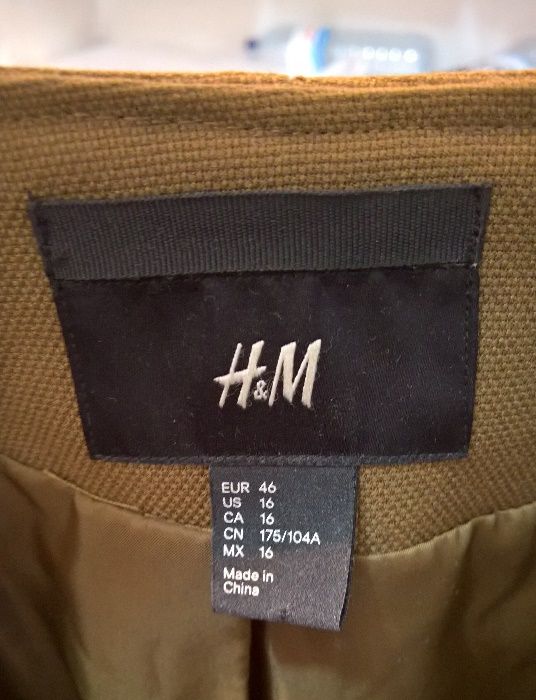 H&M
EUR 46
US 16
CA 16
CN 175/104A
MX 16
Made in
China